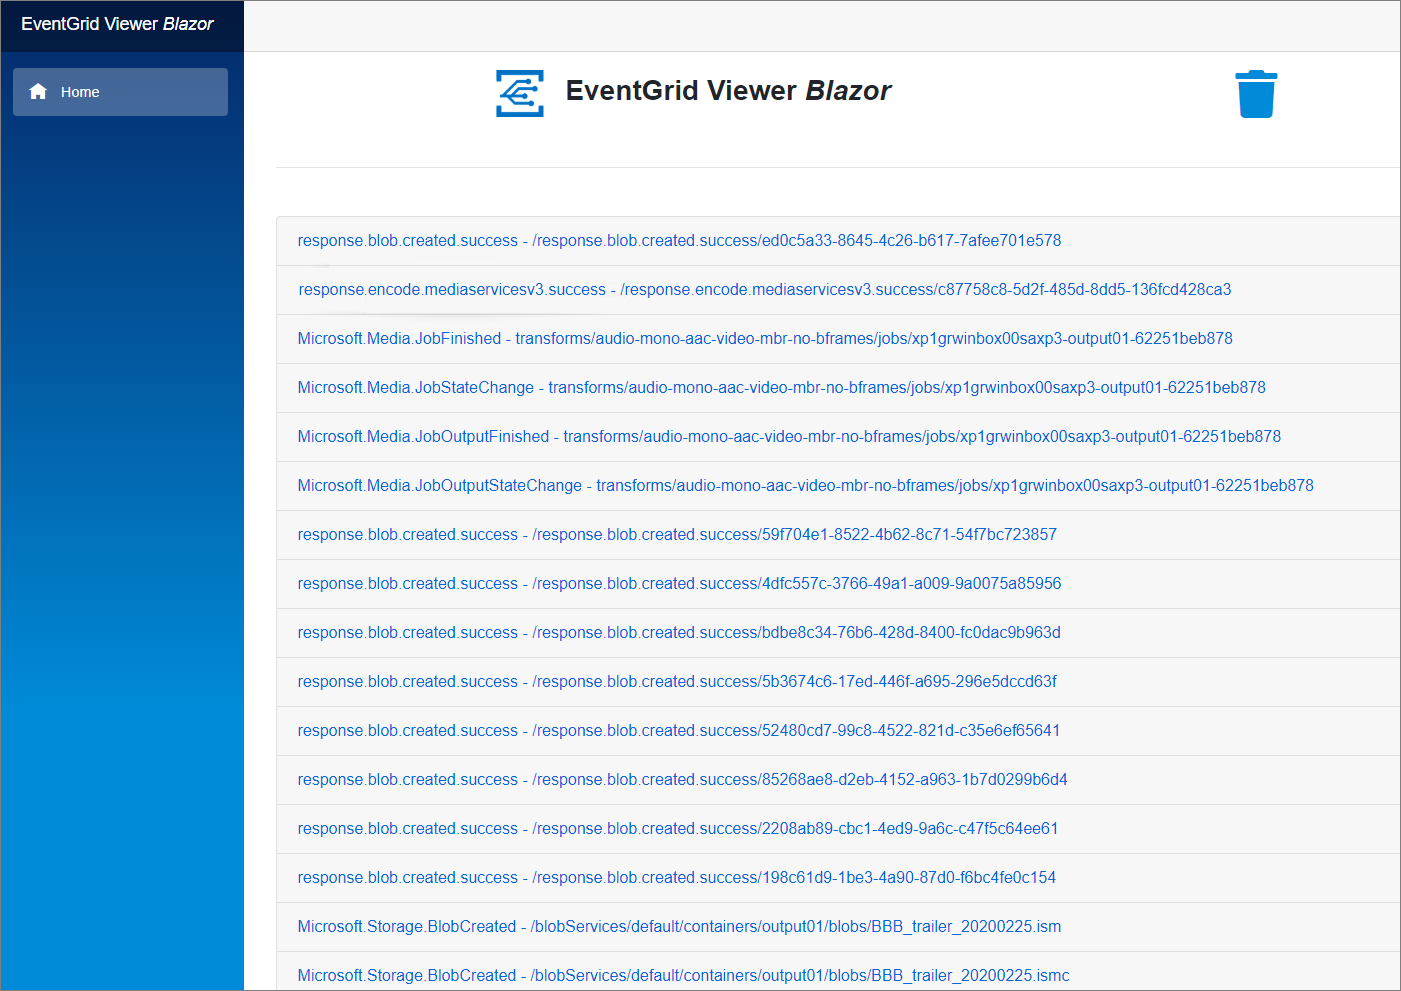 EventGrid Viewer Blazor
Home
EventGrid Viewer Blazor
response.blob.created.success - /response.blob.created.success/ed0c5a33-8645-4c26-b617-7afee701e578
response.encode.mediaservicesv3.success - /response.encode.mediaservicesv3.success/c87758c8-5d2f-485d-8dd5-136fcd428ca3
Microsoft.Media.JobFinished - transforms/audio-mono-aac-video-mbr-no-bframes/jobs/xp1grwinbox00saxp3-output01-62251beb878
Microsoft.Media.JobStateChange - transforms/audio-mono-aac-video-mbr-no-bframes/jobs/xp1grwinbox00saxp3-output01-62251beb878
Microsoft.Media.JobOutputFinished - transforms/audio-mono-aac-video-mbr-no-bframes/jobs/xp1grwinbox00saxp3-output01-62251beb878
Microsoft.Media.JobOutputStateChange - transforms/audio-mono-aac-video-mbr-no-bframes/jobs/xp1grwinbox00saxp3-output01-62251beb878
response.blob.created.success - /response.blob.created.success/59f704e1-8522-4b62-8c71-54f7bc723857
response.blob.created.success - /response.blob.created.success/4dfc557c-3766-49a1-a009-9a0075a85956
response.blob.created.success - /response.blob.created.success/bdbe8c34-76b6-428d-8400-fc0dac9b963d
response.blob.created.success - /response.blob.created.success/5b3674c6-17ed-446f-a695-296e5dccd63f
response.blob.created.success - /response.blob.created.success/52480cd7-99c8-4522-821d-c35e6ef65641
response.blob.created.success - /response.blob.created.success/85268ae8-d2eb-4152-a963-1b7d0299b6d4
response.blob.created.success - /response.blob.created.success/2208ab89-cbc1-4ed9-9a6c-c47f5c64ee61
response.blob.created.success - /response.blob.created.success/198c61d9-1be3-4a90-87d0-f6bc4fe0c154
Microsoft.Storage.BlobCreated - /blobServices/default/containers/output01/blobs/BBB_trailer_20200225.ism
Microsoft.Storage.BlobCreated - /blobServices/default/containers/output01/blobs/BBB_trailer_20200225.ismc